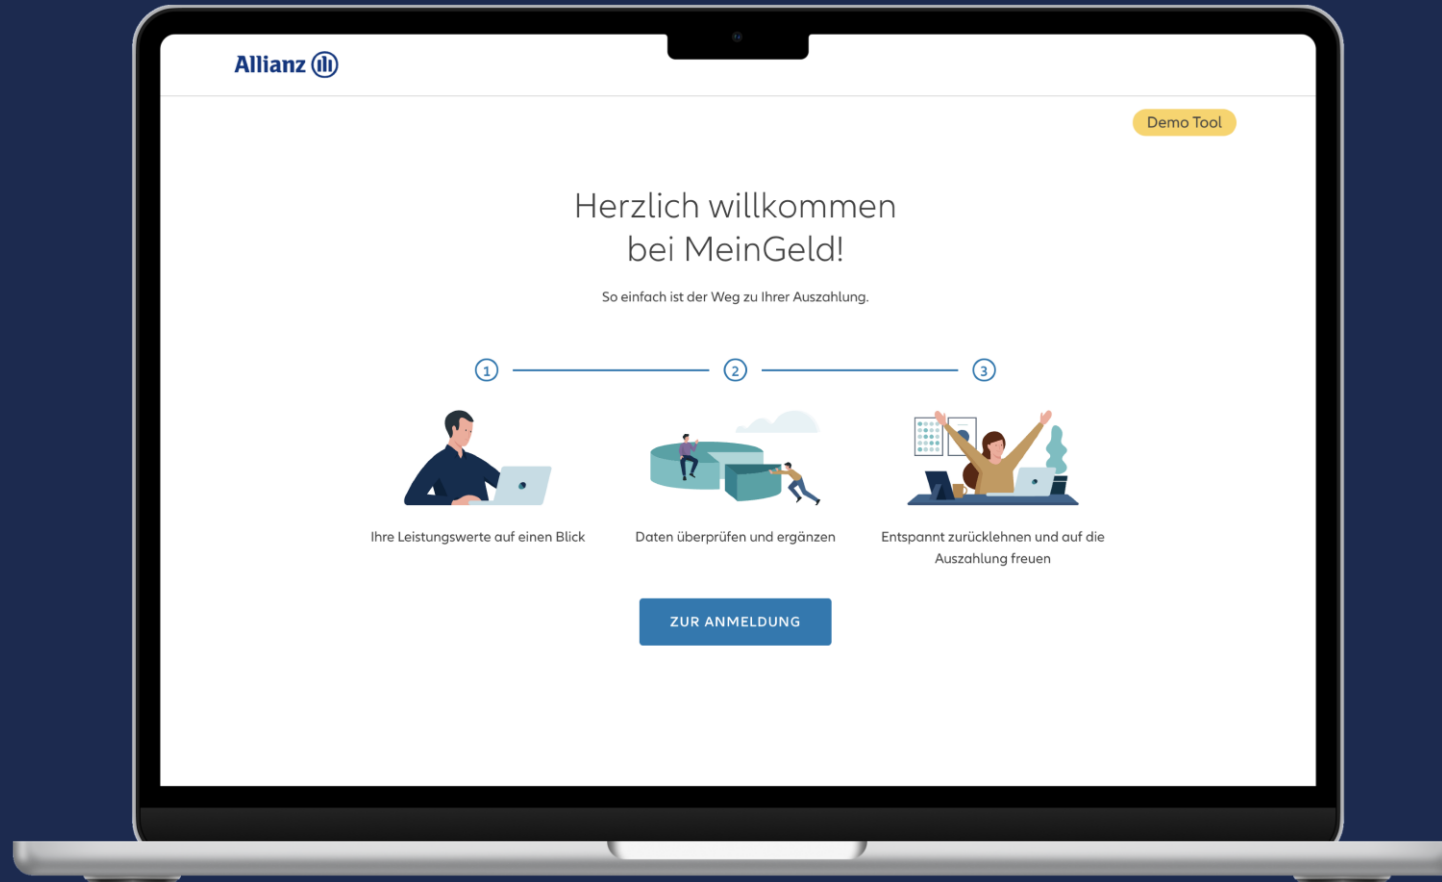 Allianz
Demo Tool
Herzlich willkommen
bei MeinGeld!
So einfach ist der Weg zu Ihrer Auszahlung.
1
2
3
Ihre Leistungswerte auf einen Blick
Daten überprüfen und ergänzen
Entspannt zurücklehnen und auf die
Auszahlung freuen
ZUR ANMELDUNG